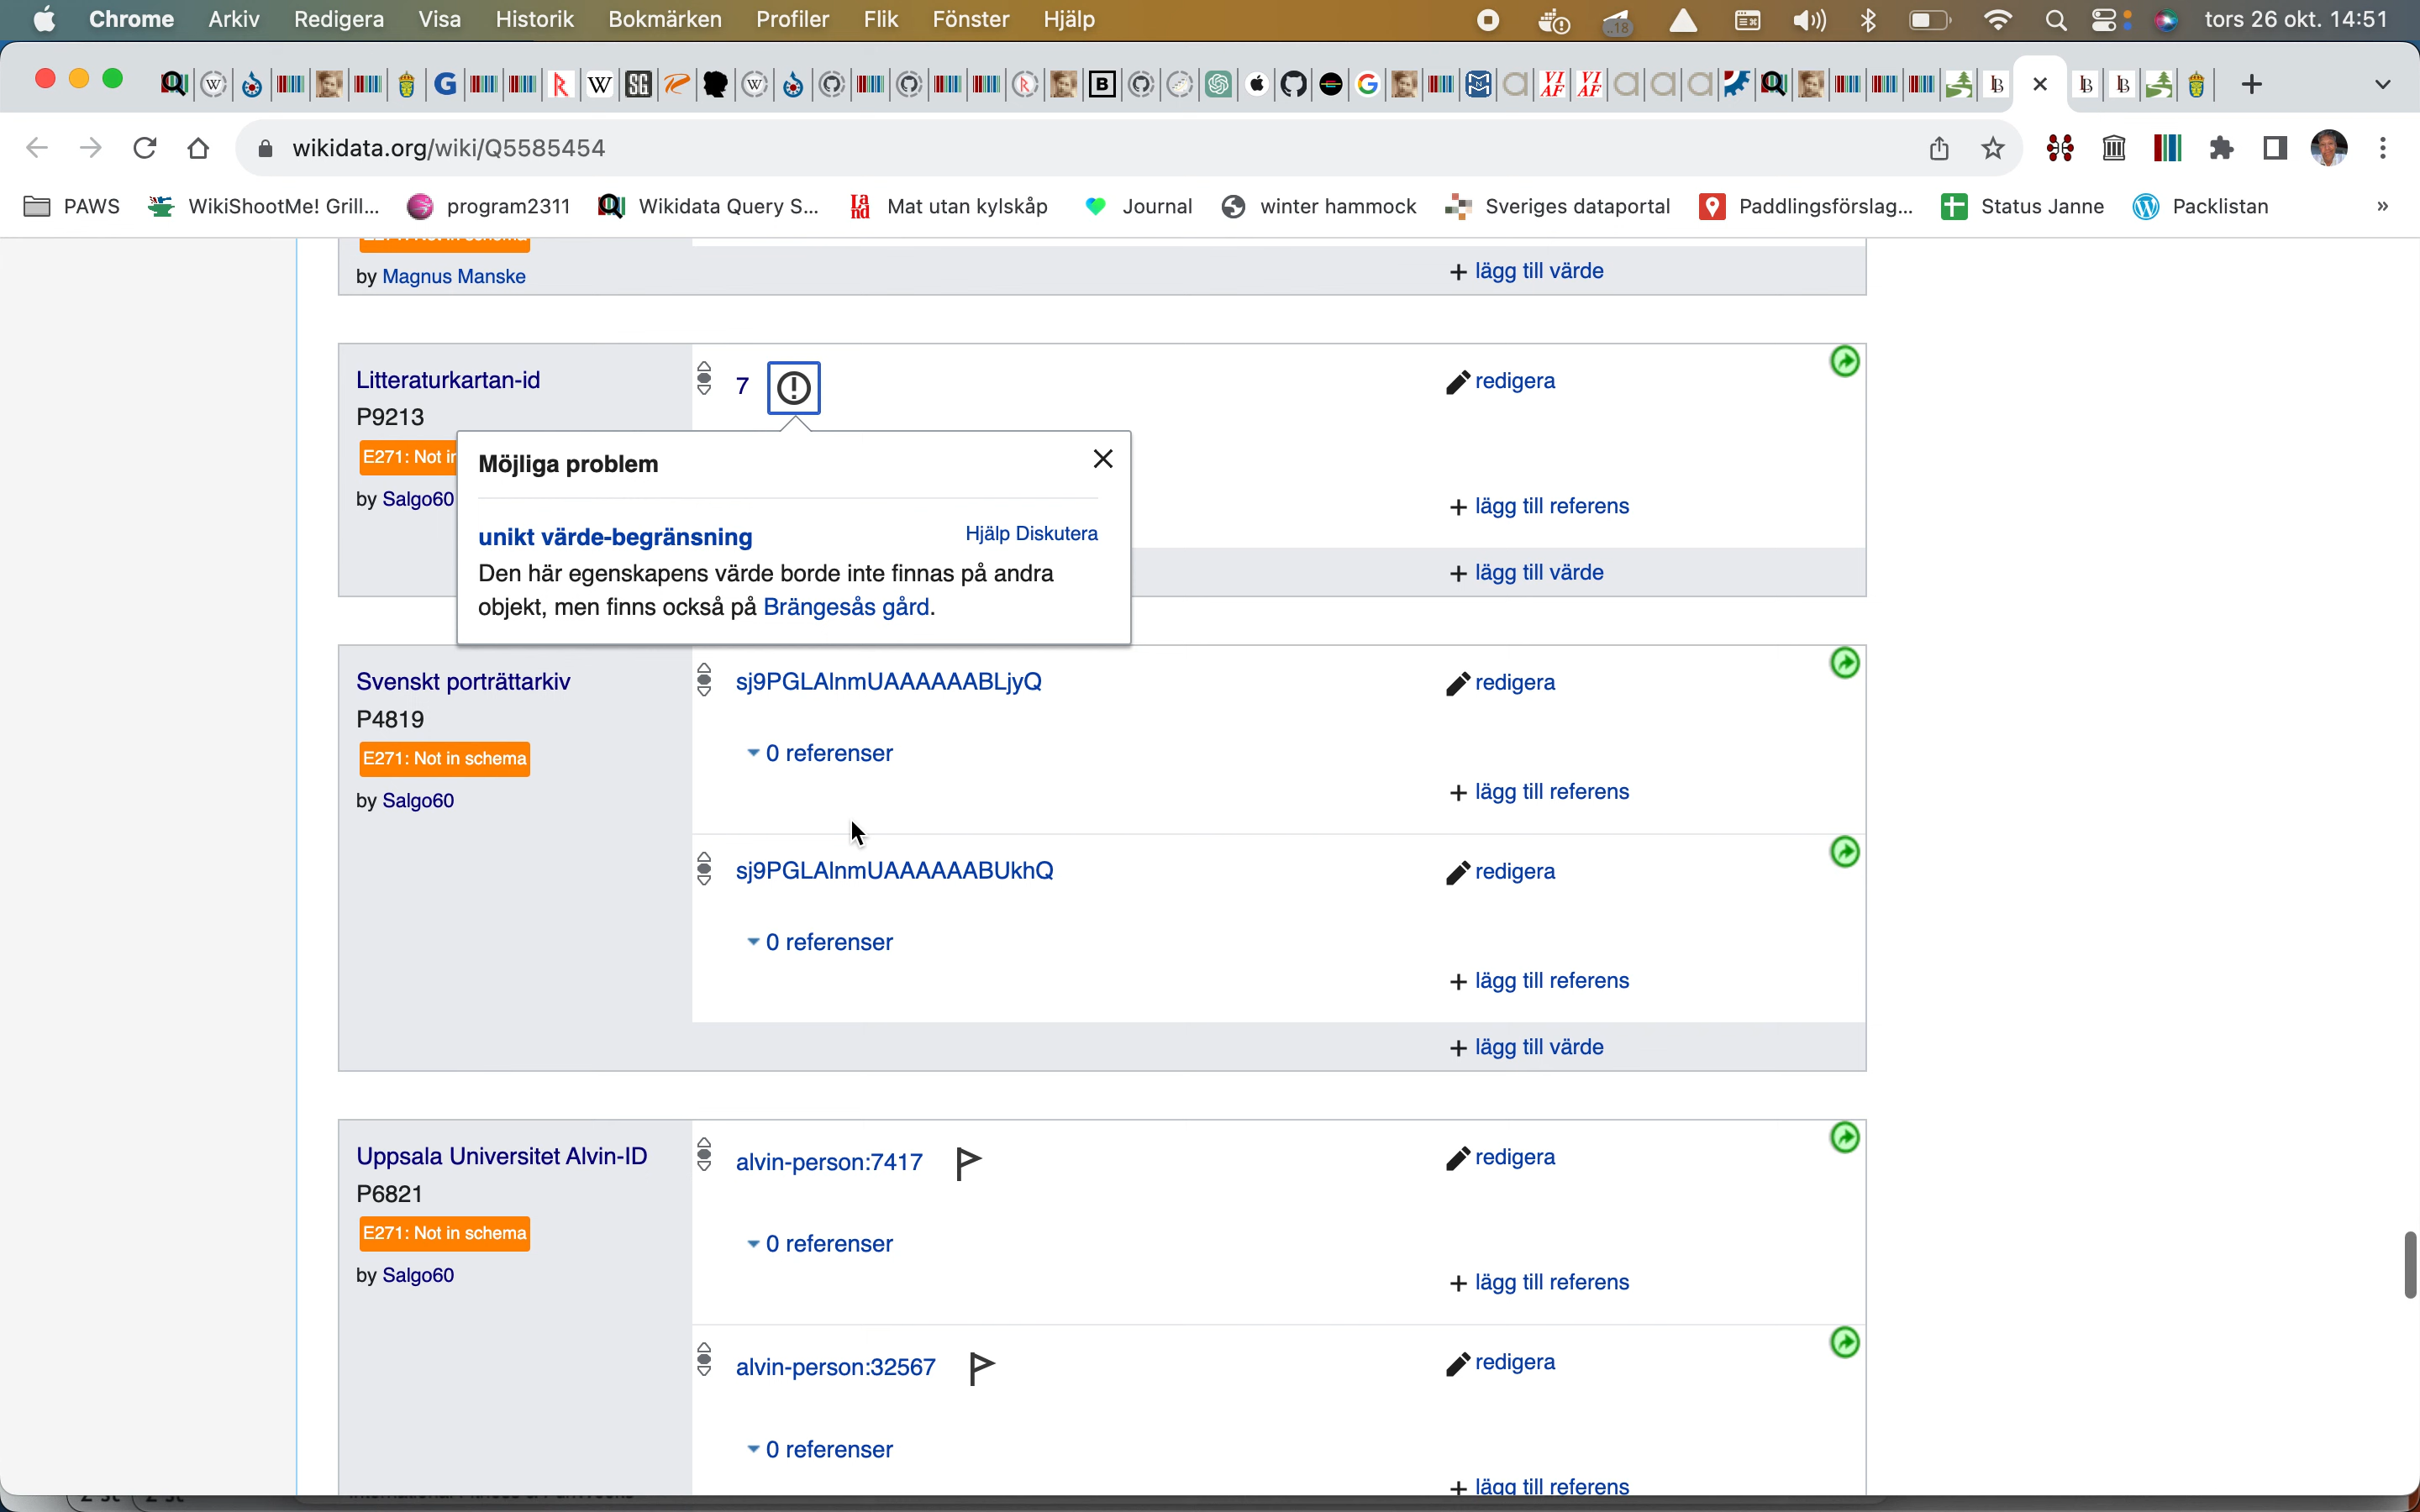 Chrome Arkiv Redigera Visa Historik Bokmärken Profiler Flik Fönster Hjälp tors 26 okt. 14:51
wikidata.org/wiki/Q5585454
PAWS WikiShootMe! Grill... program2311 Wikidata Query S... Mat utan kylskåp Journal winter hammock Sveriges dataportal Paddlingsförslag... Status Janne Packlistan »
by Magnus Manske
+ lägg till värde
Litteraturkartan-id
7
redigera
P9213
E271: Not in
by Salgo60
Möjliga problem
unikt värde-begränsning
Hjälp Diskutera
Den här egenskapens värde borde inte finnas på andra
objekt, men finns också på Brängesås gård.
+ lägg till referens
+ lägg till värde
Svenskt porträttarkiv
sj9PGLAlnmUAAAAAABLjyQ
redigera
P4819
E271: Not in schema
0 referenser
by Salgo60
+ lägg till referens
sj9PGLAlnmUAAAAAABUkhQ
redigera
0 referenser
+ lägg till referens
+ lägg till värde
Uppsala Universitet Alvin-ID
alvin-person:7417
redigera
P6821
E271: Not in schema
0 referenser
by Salgo60
+ lägg till referens
alvin-person:32567
redigera
0 referenser
+ lägg till referens